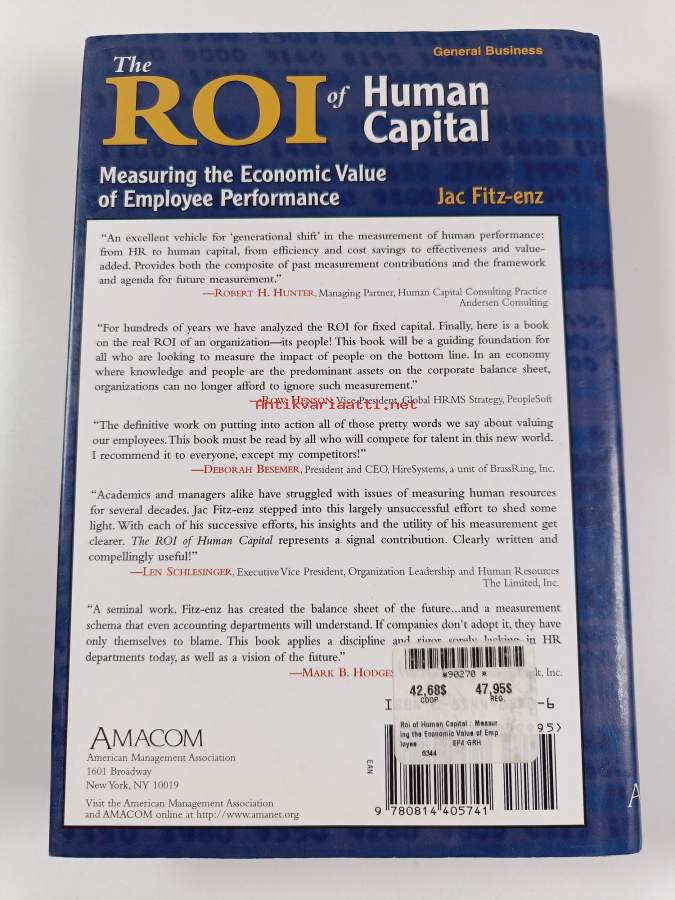 General Business
The
ROI of Human
Capital
Measuring the Economic Value
of Employee Performance
Jac Fitz-enz
“An excellent vehicle for ‘generational shift’ in the measurement of human performance:
from HR to human capital, from efficiency and cost savings to effectiveness and value-
added. Provides both the composite of past measurement contributions and the framework
and agenda for future measurement.”
—ROBERT H. HUNTER, Managing Partner, Human Capital Consulting Practice
Andersen Consulting
“For hundreds of years we have analyzed the ROI for fixed capital. Finally, here is a book
on the real ROI of an organization—its people! This book will be a guiding foundation for
all who are looking to measure the impact of people on the bottom line. In an economy
where knowledge and people are the predominant assets on the corporate balance sheet,
organizations can no longer afford to ignore such measurement.”
—ROW HENSON, Vice-President, Global HRMS Strategy, PeopleSoft
Antikvariaatti.net
“The definitive work on putting into action all of those pretty words we say about valuing
our employees. This book must be read by all who will compete for talent in this new world.
I recommend it to everyone, except my competitors!”
—DEBORAH BESEMER, President and CEO, HireSystems, a unit of BrassRing, Inc.
“Academics and managers alike have struggled with issues of measuring human resources
for several decades. Jac Fitz-enz stepped into this largely unsuccessful effort to shed some
light. With each of his successive efforts, his insights and the utility of his measurement get
clearer. The ROI of Human Capital represents a signal contribution. Clearly written and
compellingly useful!”
—LEN SCHLESINGER, Executive Vice President, Organization Leadership and Human Resources
The Limited, Inc.
“A seminal work. Fitz-enz has created the balance sheet of the future...and a measurement
schema that even accounting departments will understand. If companies don't adopt it, they have
only themselves to blame. This book applies a discipline and rigor sorely lacking in HR
departments today, as well as a vision of the future.”
—MARK B. HODGES Inc.
*90270 *
42,68$ 47,95$
COOP REG.
Roi of Human Capital : Measur
ing the Economic Value of Emp
loyee 6P4 GRH
6344
-6
95>
AMACOM
American Management Association
1601 Broadway
New York, NY 10019
Visit the American Management Association
and AMACOM online at http://www.amanet.org
EAN
9 780814 405741
A